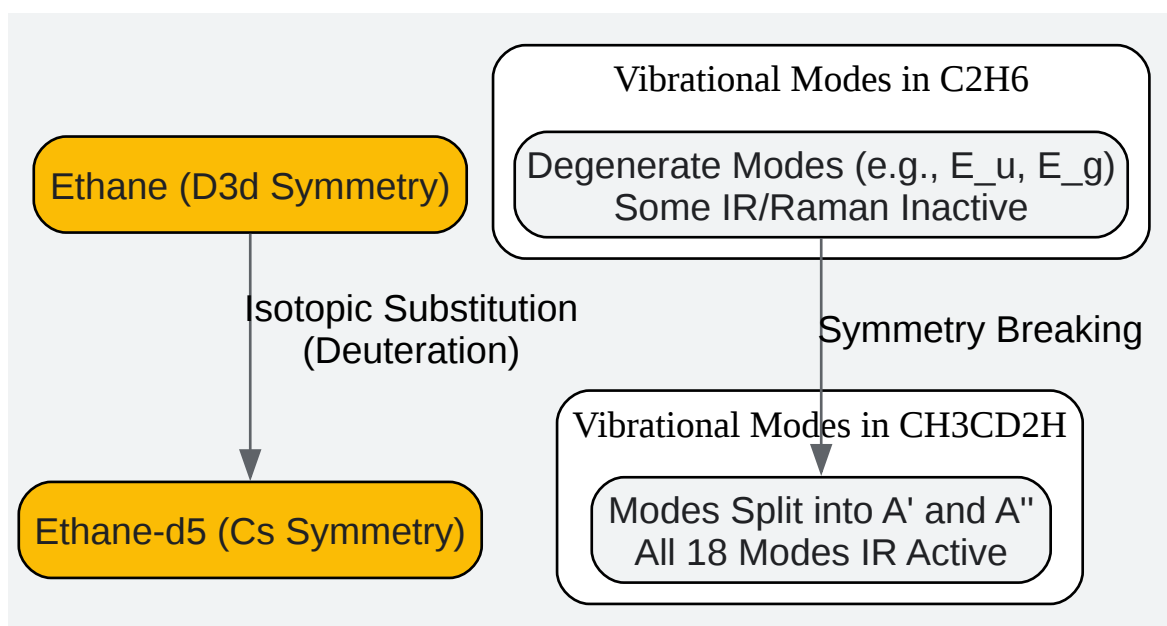 Ethane (D3d Symmetry)
Isotopic Substitution
(Deuteration)
Ethane-d5 (Cs Symmetry)
Vibrational Modes in C2H6
Degenerate Modes (e.g., E_u, E_g)
Some IR/Raman Inactive
Symmetry Breaking
Vibrational Modes in CH3CD2H
Modes Split into A' and A''
All 18 Modes IR Active